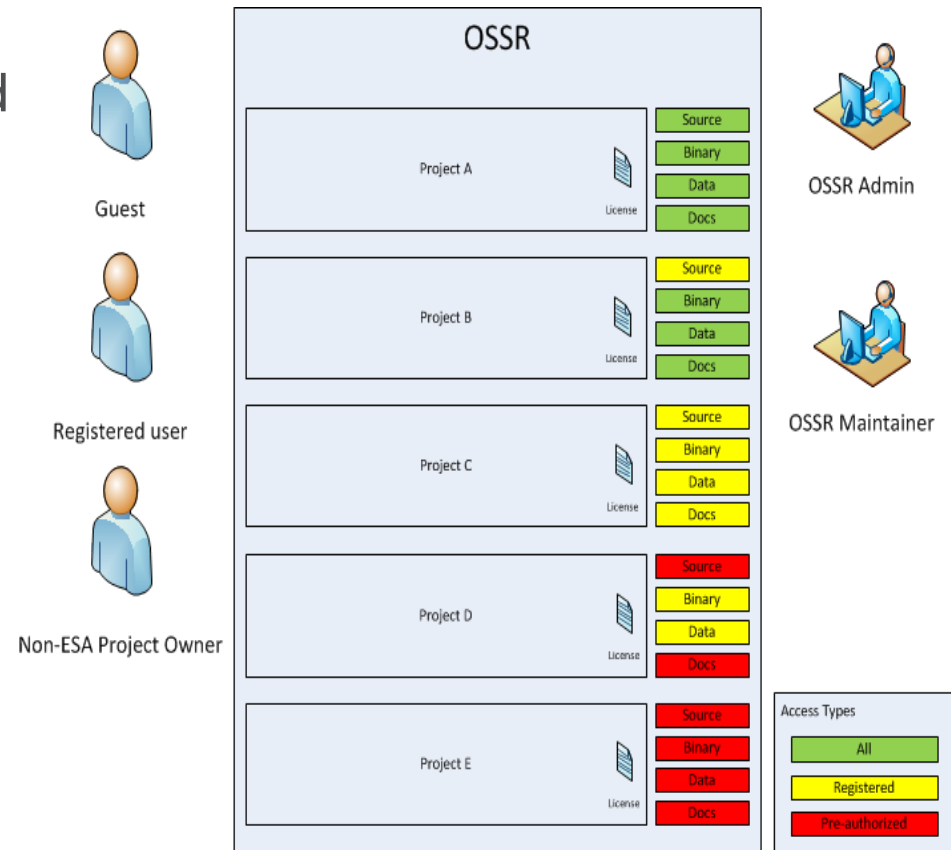 OSSR
Guest
Registered user
Non-ESA Project Owner
Project A
License
Source
Binary
Data
Docs
Project B
License
Source
Binary
Data
Docs
Project C
License
Source
Binary
Data
Docs
Project D
License
Source
Binary
Data
Docs
Project E
License
Source
Binary
Data
Docs
OSSR Admin
OSSR Maintainer
Access Types
All
Registered
Pre-authorized